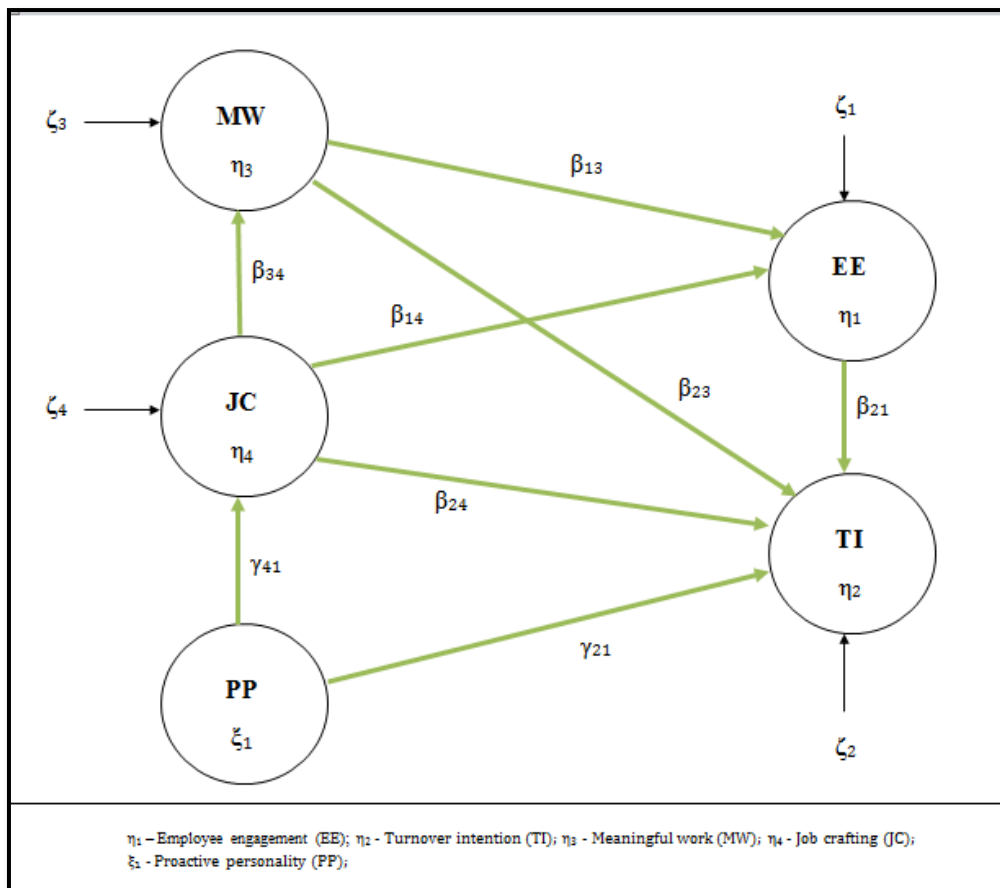 MW
η₃
ζ₃
ζ₁
β₁₃
EE
η₁
β₃₄
β₁₄
JC
η₄
ζ₄
β₂₃
β₂₁
β₂₄
TI
η₂
γ₄₁
γ₂₁
PP
ξ₁
ζ₂
η₁ – Employee engagement (EE); η₂ - Turnover intention (TI); η₃ - Meaningful work (MW); η₄ - Job crafting (JC);
ξ₁ - Proactive personality (PP);